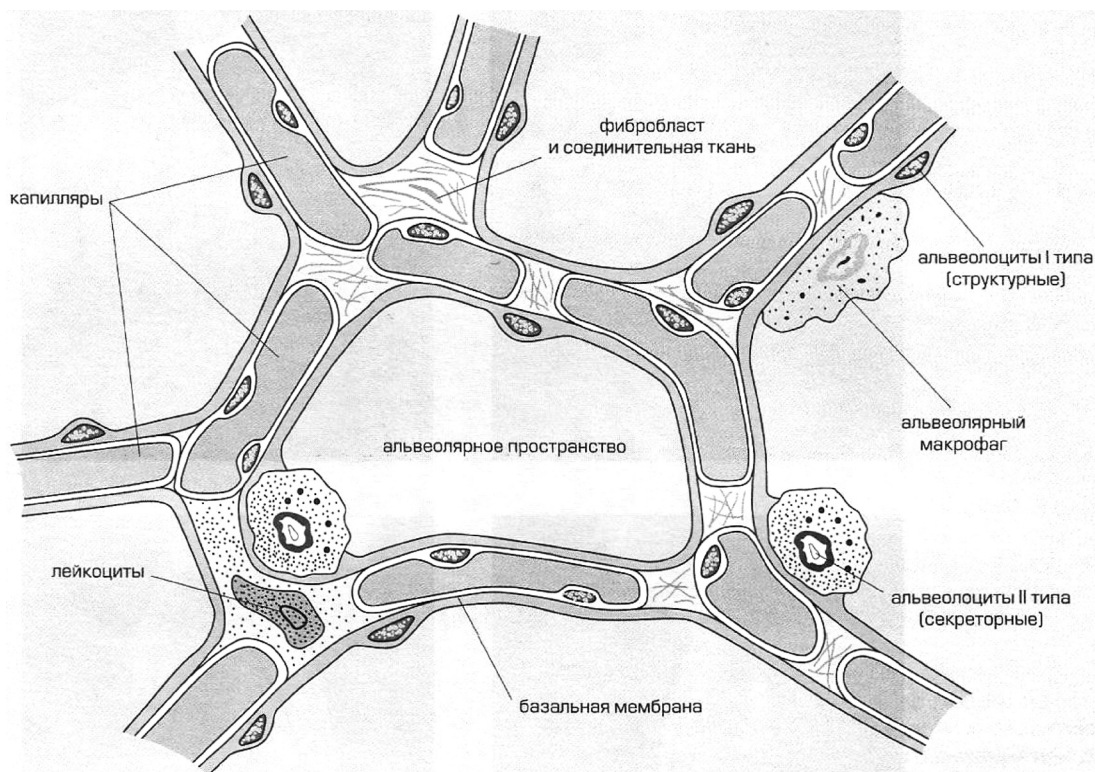 фибробласт
и соединительная ткань
капилляры
альвеолоциты I типа
(структурные)
альвеолярный
макрофаг
альвеолярное пространство
лейкоциты
альвеолоциты II типа
(секреторные)
базальная мембрана